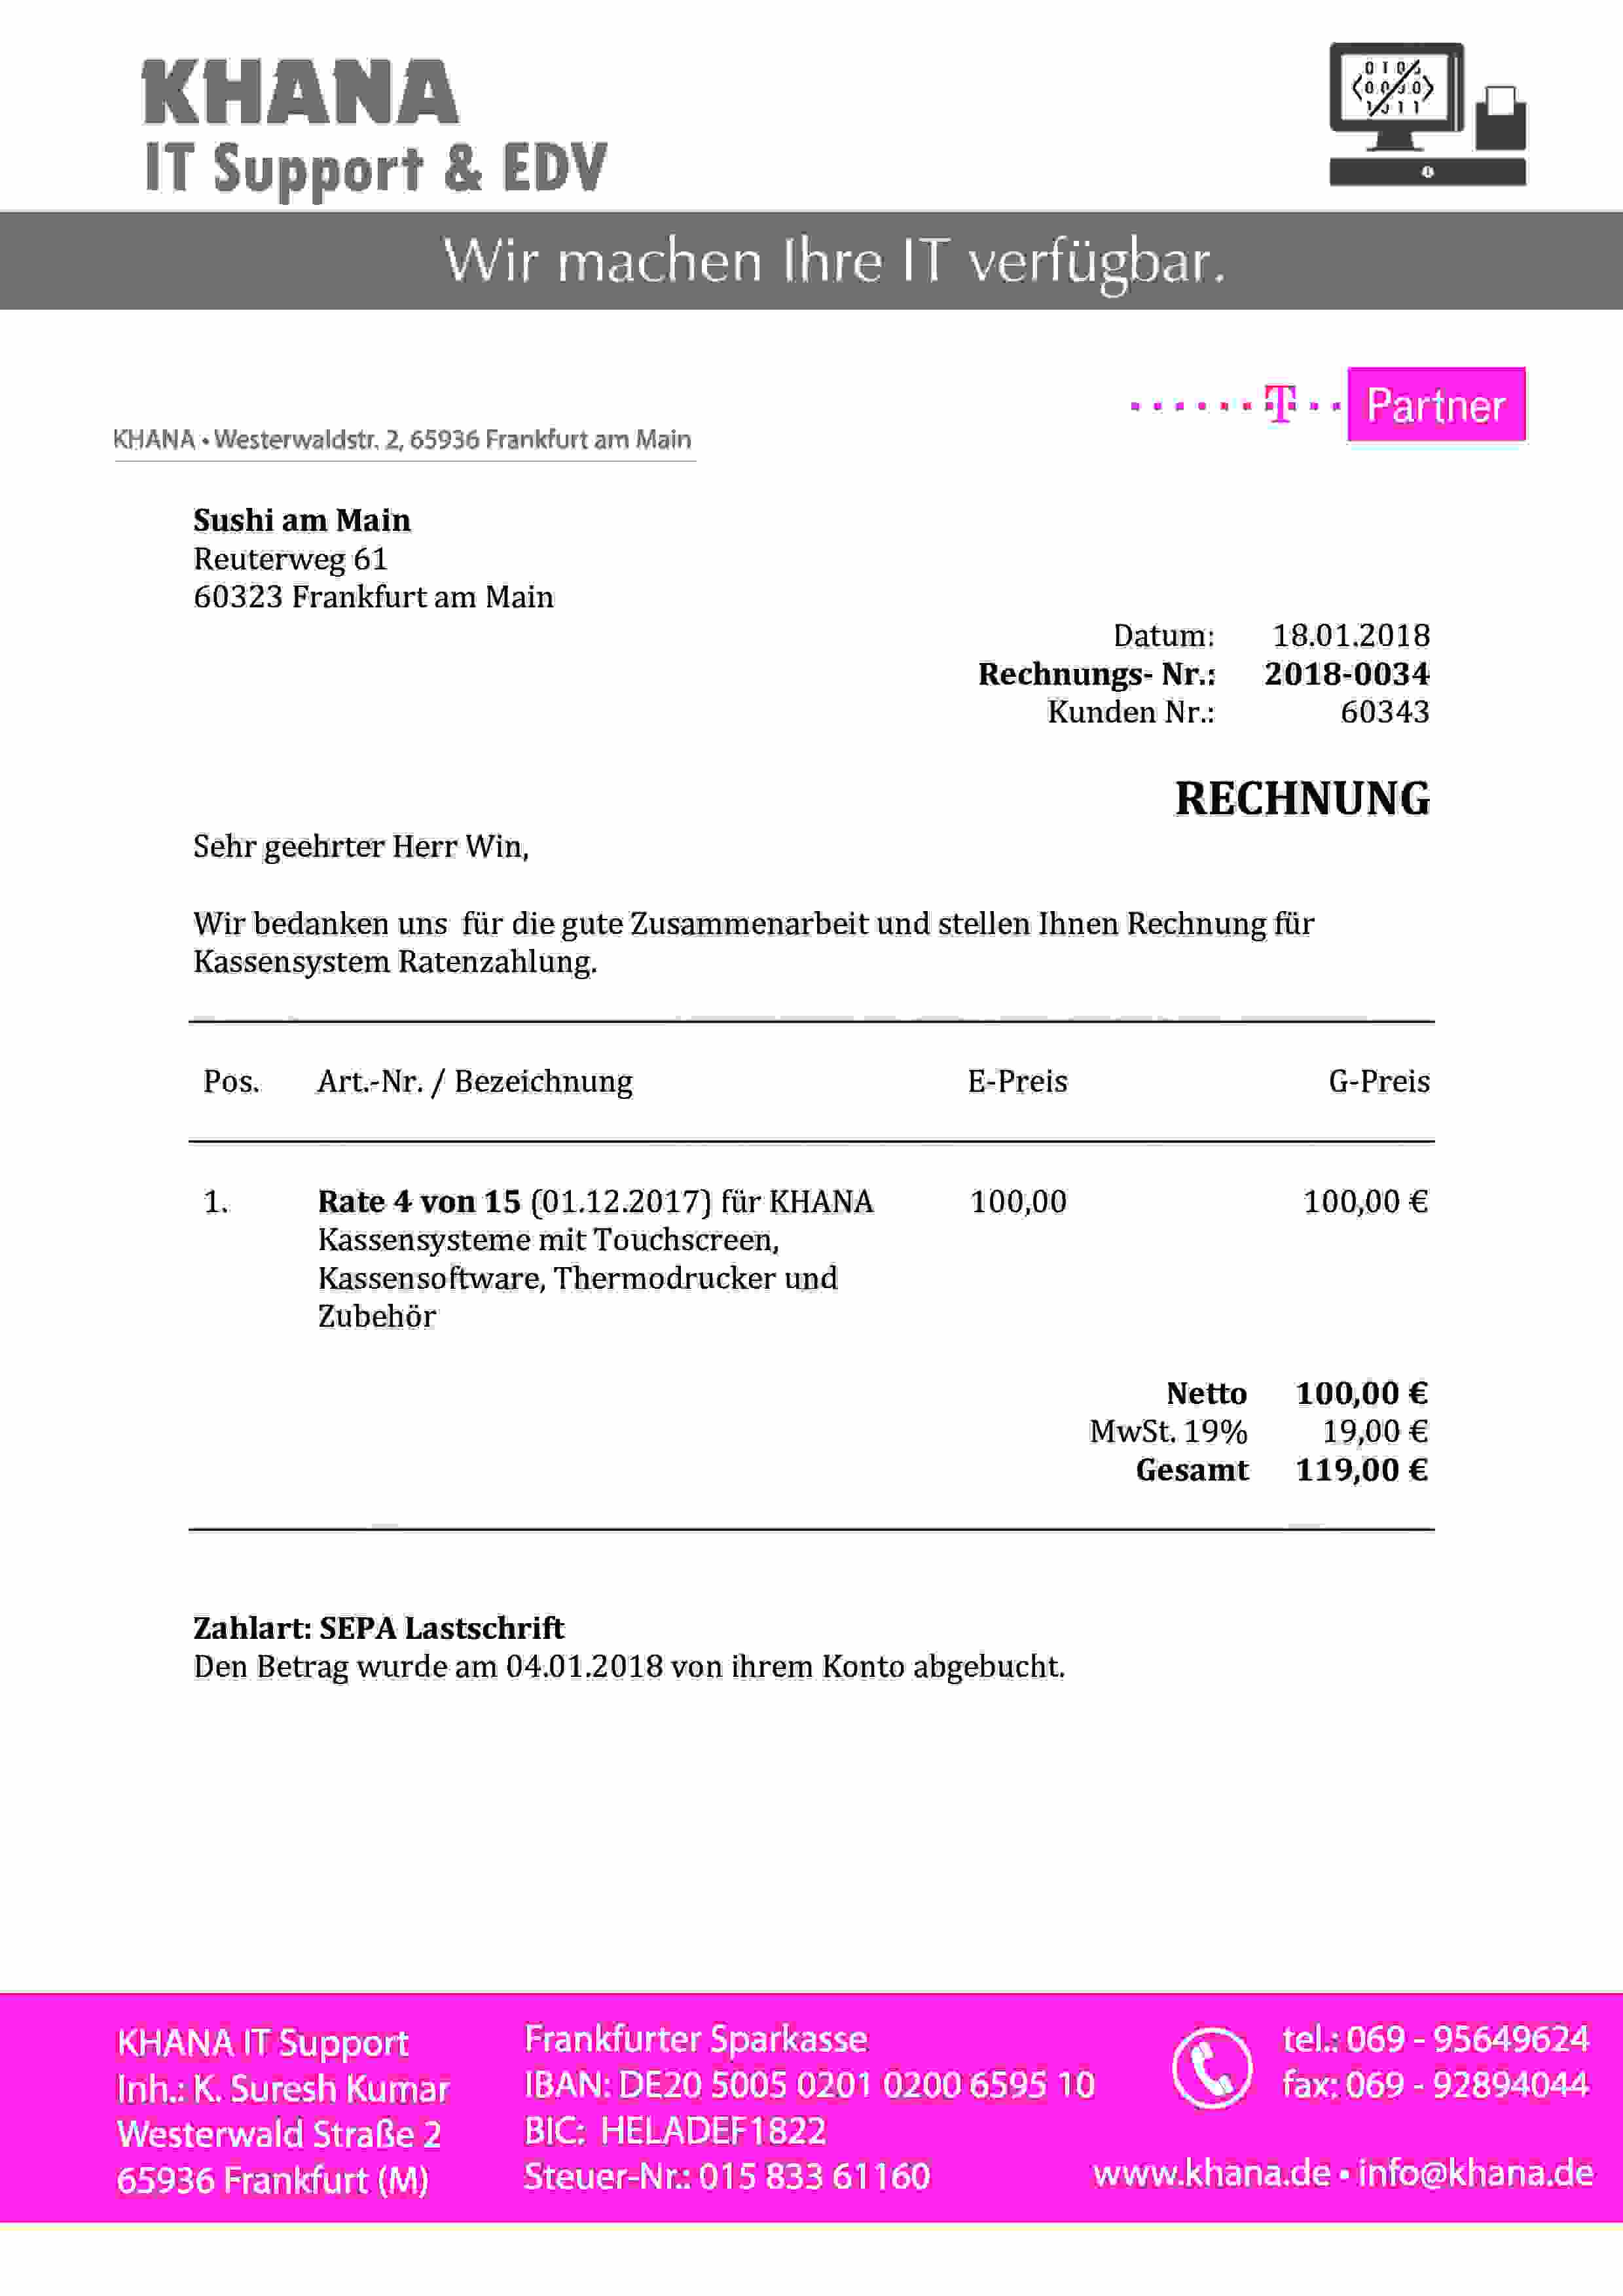 KHANA
IT Support & EDV
Wir machen Ihre IT verfügbar.
T Partner
KHANA • Westerwaldstr. 2, 65936 Frankfurt am Main
Sushi am Main
Reuterweg 61
60323 Frankfurt am Main
Datum: 18.01.2018
Rechnungs- Nr.: 2018-0034
Kunden Nr.: 60343
RECHNUNG
Sehr geehrter Herr Win,
Wir bedanken uns für die gute Zusammenarbeit und stellen Ihnen Rechnung für
Kassensystem Ratenzahlung.
Pos. Art.-Nr. / Bezeichnung E-Preis G-Preis
1. Rate 4 von 15 (01.12.2017) für KHANA 100,00 100,00 €
Kassensysteme mit Touchscreen,
Kassensoftware, Thermodrucker und
Zubehör
Netto 100,00 €
MwSt. 19% 19,00 €
Gesamt 119,00 €
Zahlart: SEPA Lastschrift
Den Betrag wurde am 04.01.2018 von ihrem Konto abgebucht.
KHANA IT Support
Inh.: K. Suresh Kumar
Westerwald Straße 2
65936 Frankfurt (M)
Frankfurter Sparkasse
IBAN: DE20 5005 0201 0200 6595 10
BIC: HELADEF1822
Steuer-Nr.: 015 833 61160
tel.: 069 - 95649624
fax: 069 - 92894044
www.khana.de • info@khana.de